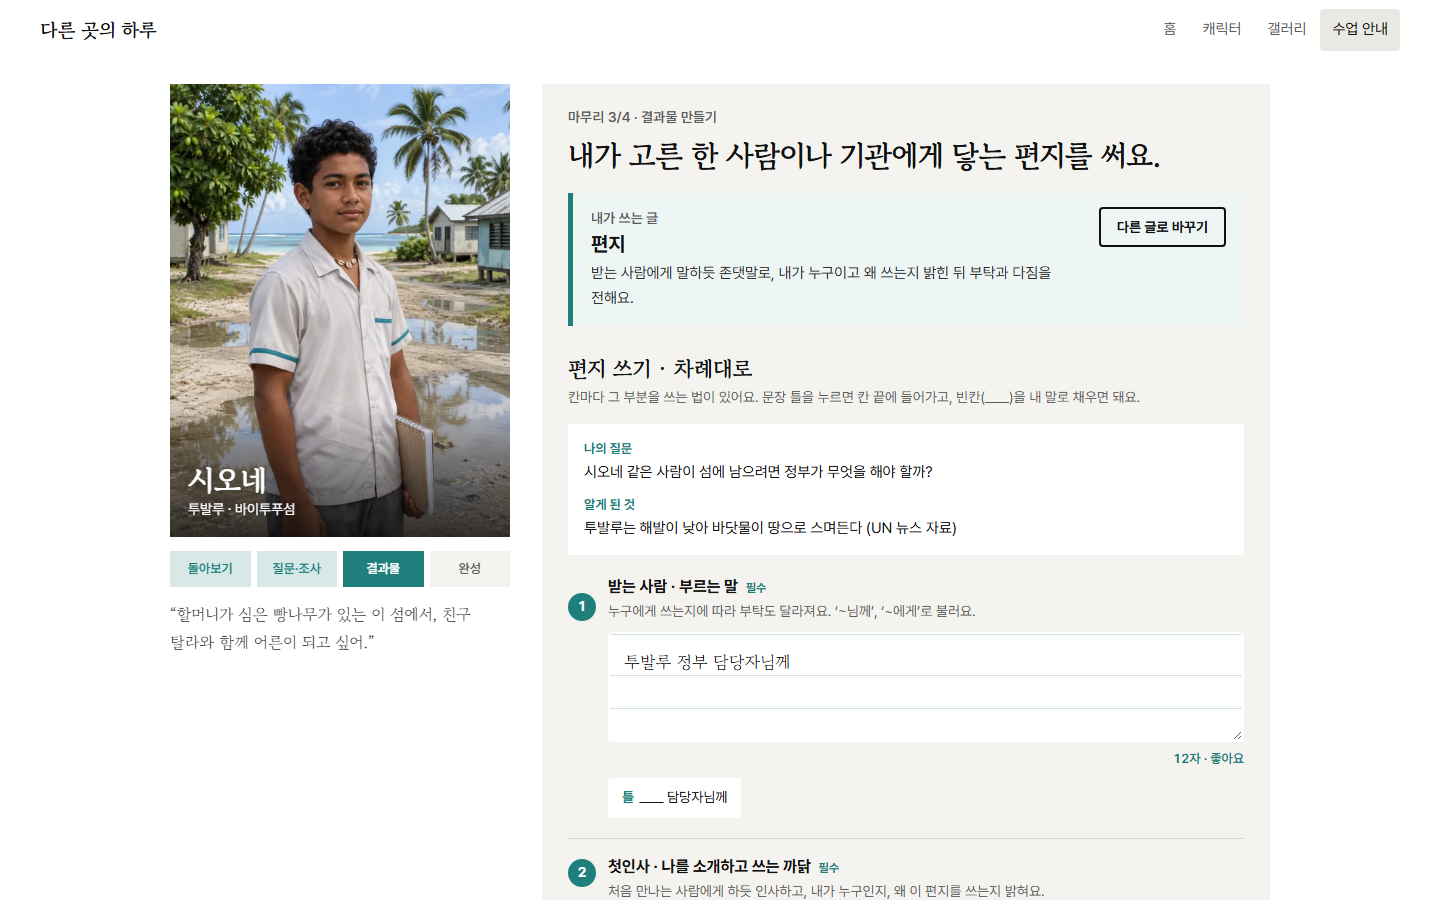 다른 곳의 하루
홈
캐릭터
갤러리
수업 안내
시오네
투발루 · 바이투푸섬
돌아보기
질문·조사
결과물
완성
“할머니가 심은 빵나무가 있는 이 섬에서, 친구
탈라와 함께 어른이 되고 싶어.”
마무리 3/4 · 결과물 만들기
내가 고른 한 사람이나 기관에게 닿는 편지를 써요.
내가 쓰는 글
편지
받는 사람에게 말하듯 존댓말로, 내가 누구이고 왜 쓰는지 밝힌 뒤 부탁과 다짐을
전해요.
다른 글로 바꾸기
편지 쓰기 · 차례대로
칸마다 그 부분을 쓰는 법이 있어요. 문장 틀을 누르면 칸 끝에 들어가고, 빈칸(____)을 내 말로 채우면 돼요.
나의 질문
시오네 같은 사람이 섬에 남으려면 정부가 무엇을 해야 할까?
알게 된 것
투발루는 해발이 낮아 바닷물이 땅으로 스며든다 (UN 뉴스 자료)
1
받는 사람 · 부르는 말 필수
누구에게 쓰는지에 따라 부탁도 달라져요. ‘~님께’, ‘~에게’로 불러요.
투발루 정부 담당자님께
12자 · 좋아요
틀 ____ 담당자님께
2
첫인사 · 나를 소개하고 쓰는 까닭 필수
처음 만나는 사람에게 하듯 인사하고, 내가 누구인지, 왜 이 편지를 쓰는지 밝혀요.